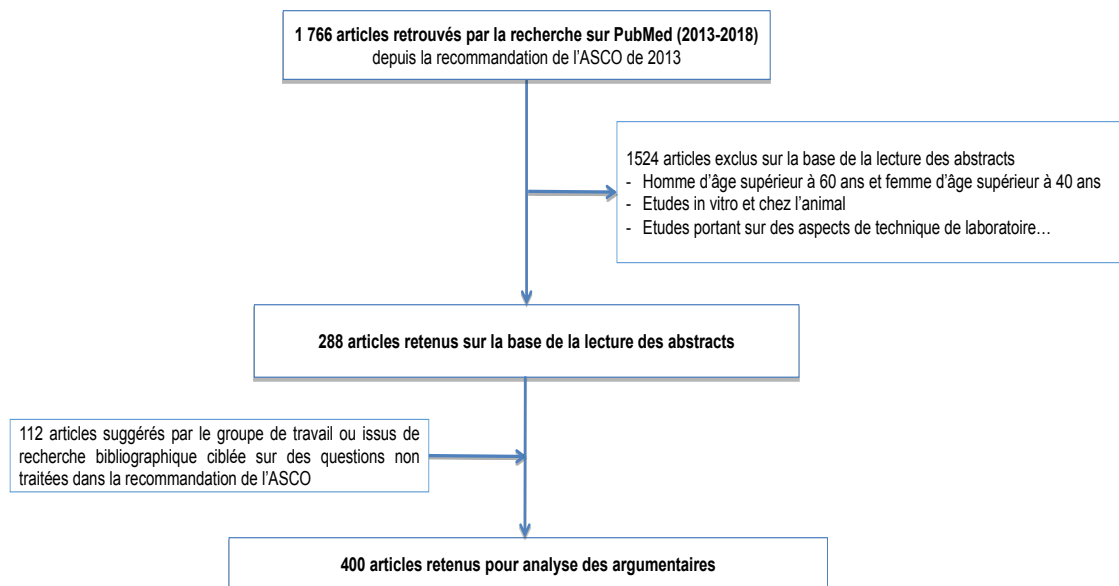 1 766 articles retrouvés par la recherche sur PubMed (2013-2018)
depuis la recommandation de l’ASCO de 2013
1524 articles exclus sur la base de la lecture des abstracts
- Homme d’âge supérieur à 60 ans et femme d’âge supérieur à 40 ans
- Etudes in vitro et chez l’animal
- Etudes portant sur des aspects de technique de laboratoire…
288 articles retenus sur la base de la lecture des abstracts
112 articles suggérés par le groupe de travail ou issus de
recherche bibliographique ciblée sur des questions non
traitées dans la recommandation de l’ASCO
400 articles retenus pour analyse des argumentaires